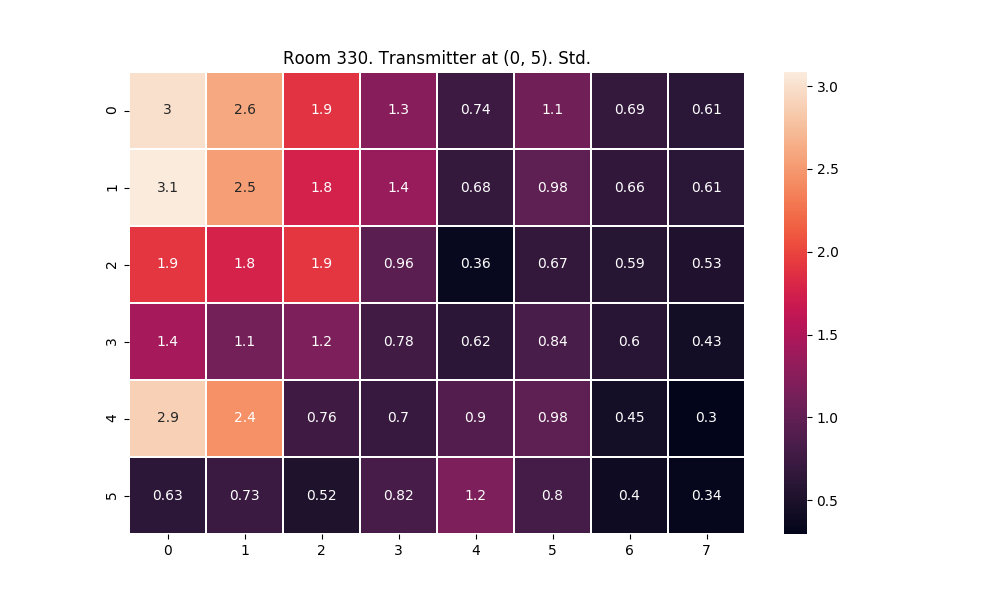 Room 330. Transmitter at (0, 5). Std.
0 3 2.6 1.9 1.3 0.74 1.1 0.69 0.61
1 3.1 2.5 1.8 1.4 0.68 0.98 0.66 0.61
2 1.9 1.8 1.9 0.96 0.36 0.67 0.59 0.53
3 1.4 1.1 1.2 0.78 0.62 0.84 0.6 0.43
4 2.9 2.4 0.76 0.7 0.9 0.98 0.45 0.3
5 0.63 0.73 0.52 0.82 1.2 0.8 0.4 0.34
0 1 2 3 4 5 6 7
3.0
2.5
2.0
1.5
1.0
0.5